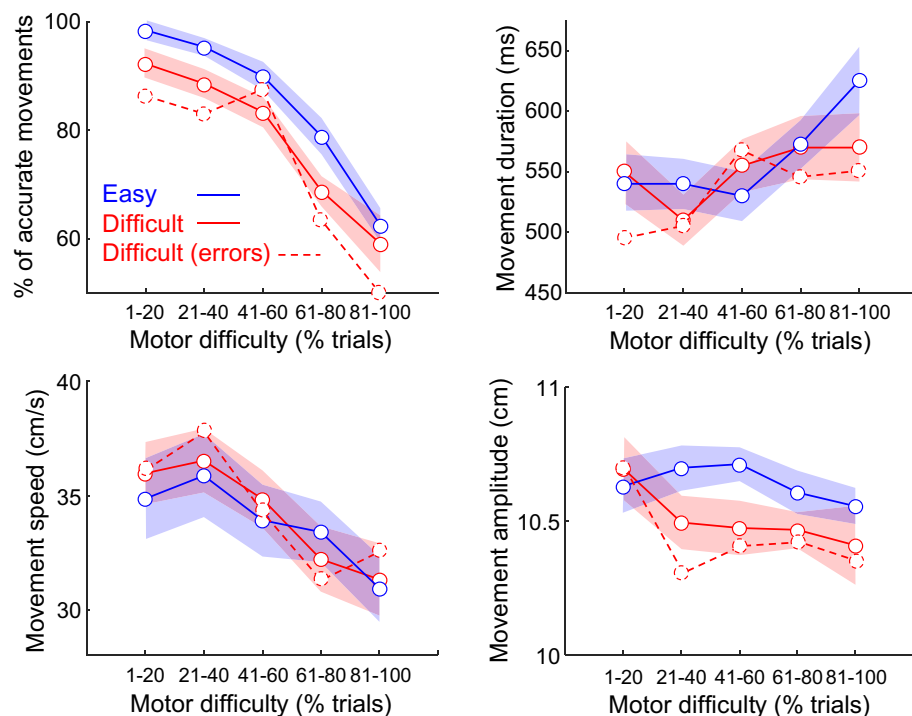 % of accurate movements
100
80
60
Easy
Difficult
Difficult (errors)
1-20 21-40 41-60 61-80 81-100
Motor difficulty (% trials)
Movement duration (ms)
650
600
550
500
450
1-20 21-40 41-60 61-80 81-100
Motor difficulty (% trials)
Movement speed (cm/s)
40
35
30
1-20 21-40 41-60 61-80 81-100
Motor difficulty (% trials)
Movement amplitude (cm)
11
10.5
10
1-20 21-40 41-60 61-80 81-100
Motor difficulty (% trials)